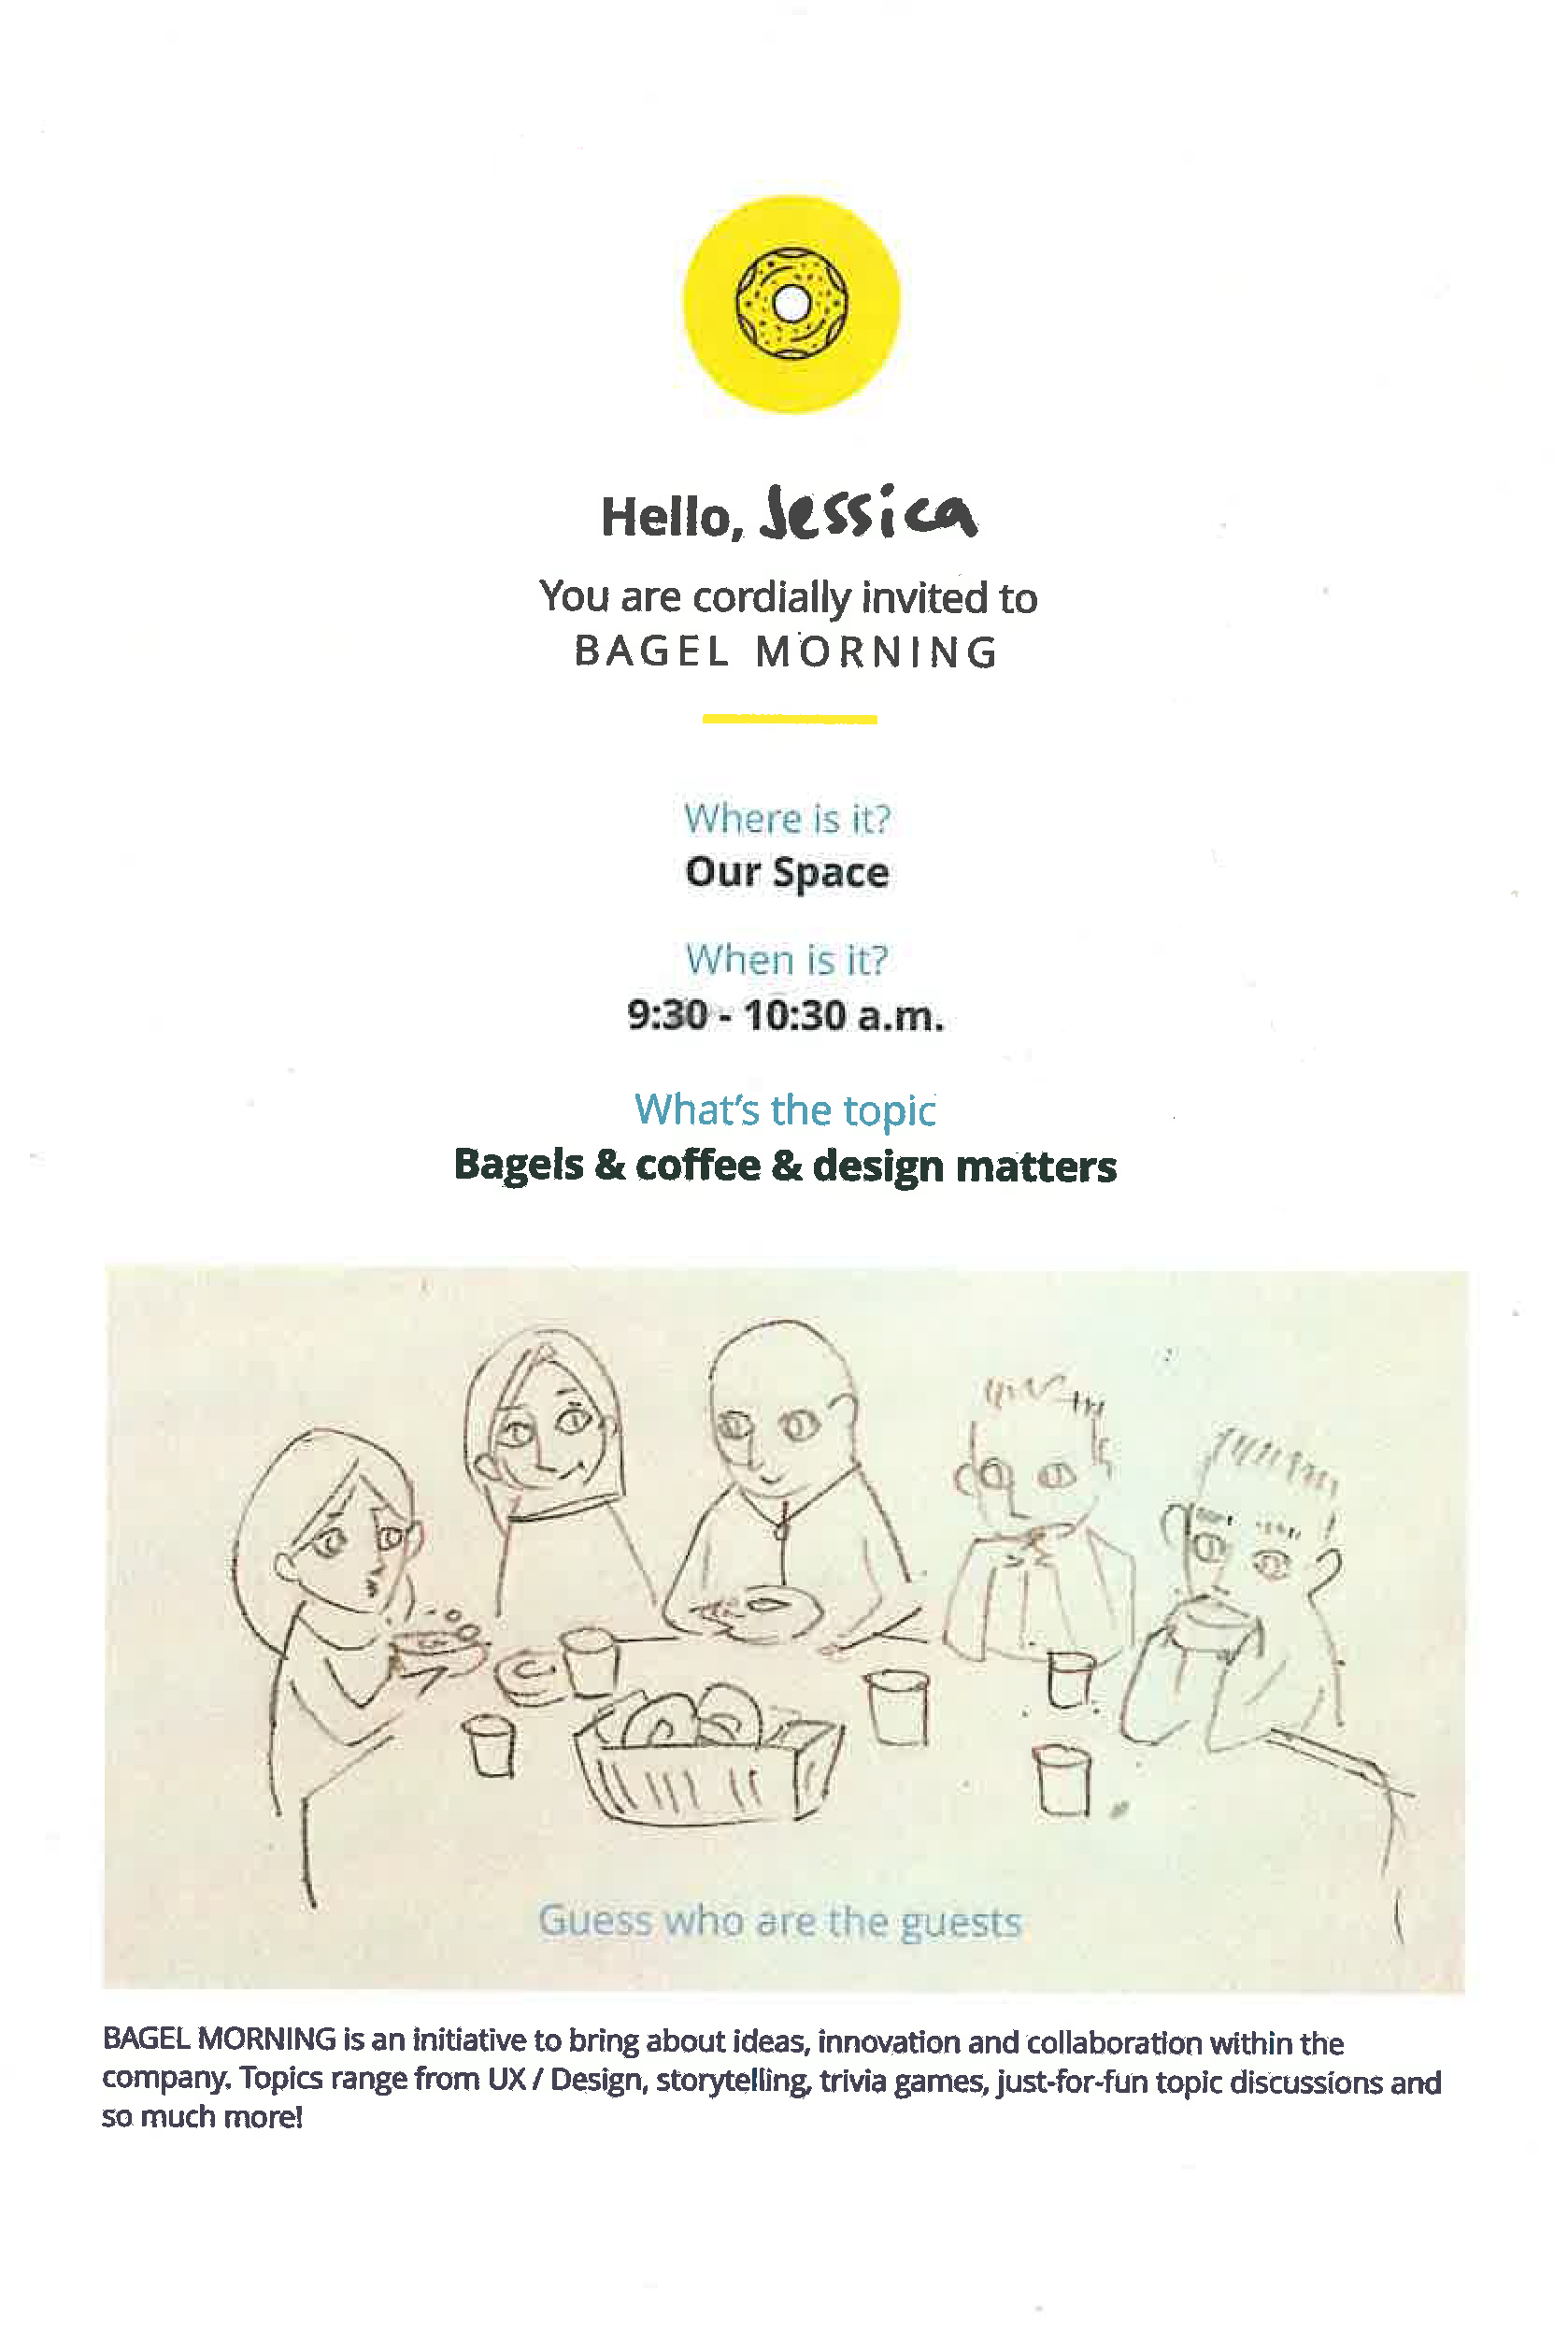 Hello, Jessica
You are cordially invited to
BAGEL MORNING
Where is it?
Our Space
When is it?
9:30 - 10:30 a.m.
What's the topic
Bagels & coffee & design matters
Guess who are the guests
BAGEL MORNING is an initiative to bring about ideas, innovation and collaboration within the
company. Topics range from UX / Design, storytelling, trivia games, just-for-fun topic discussions and
so much more!